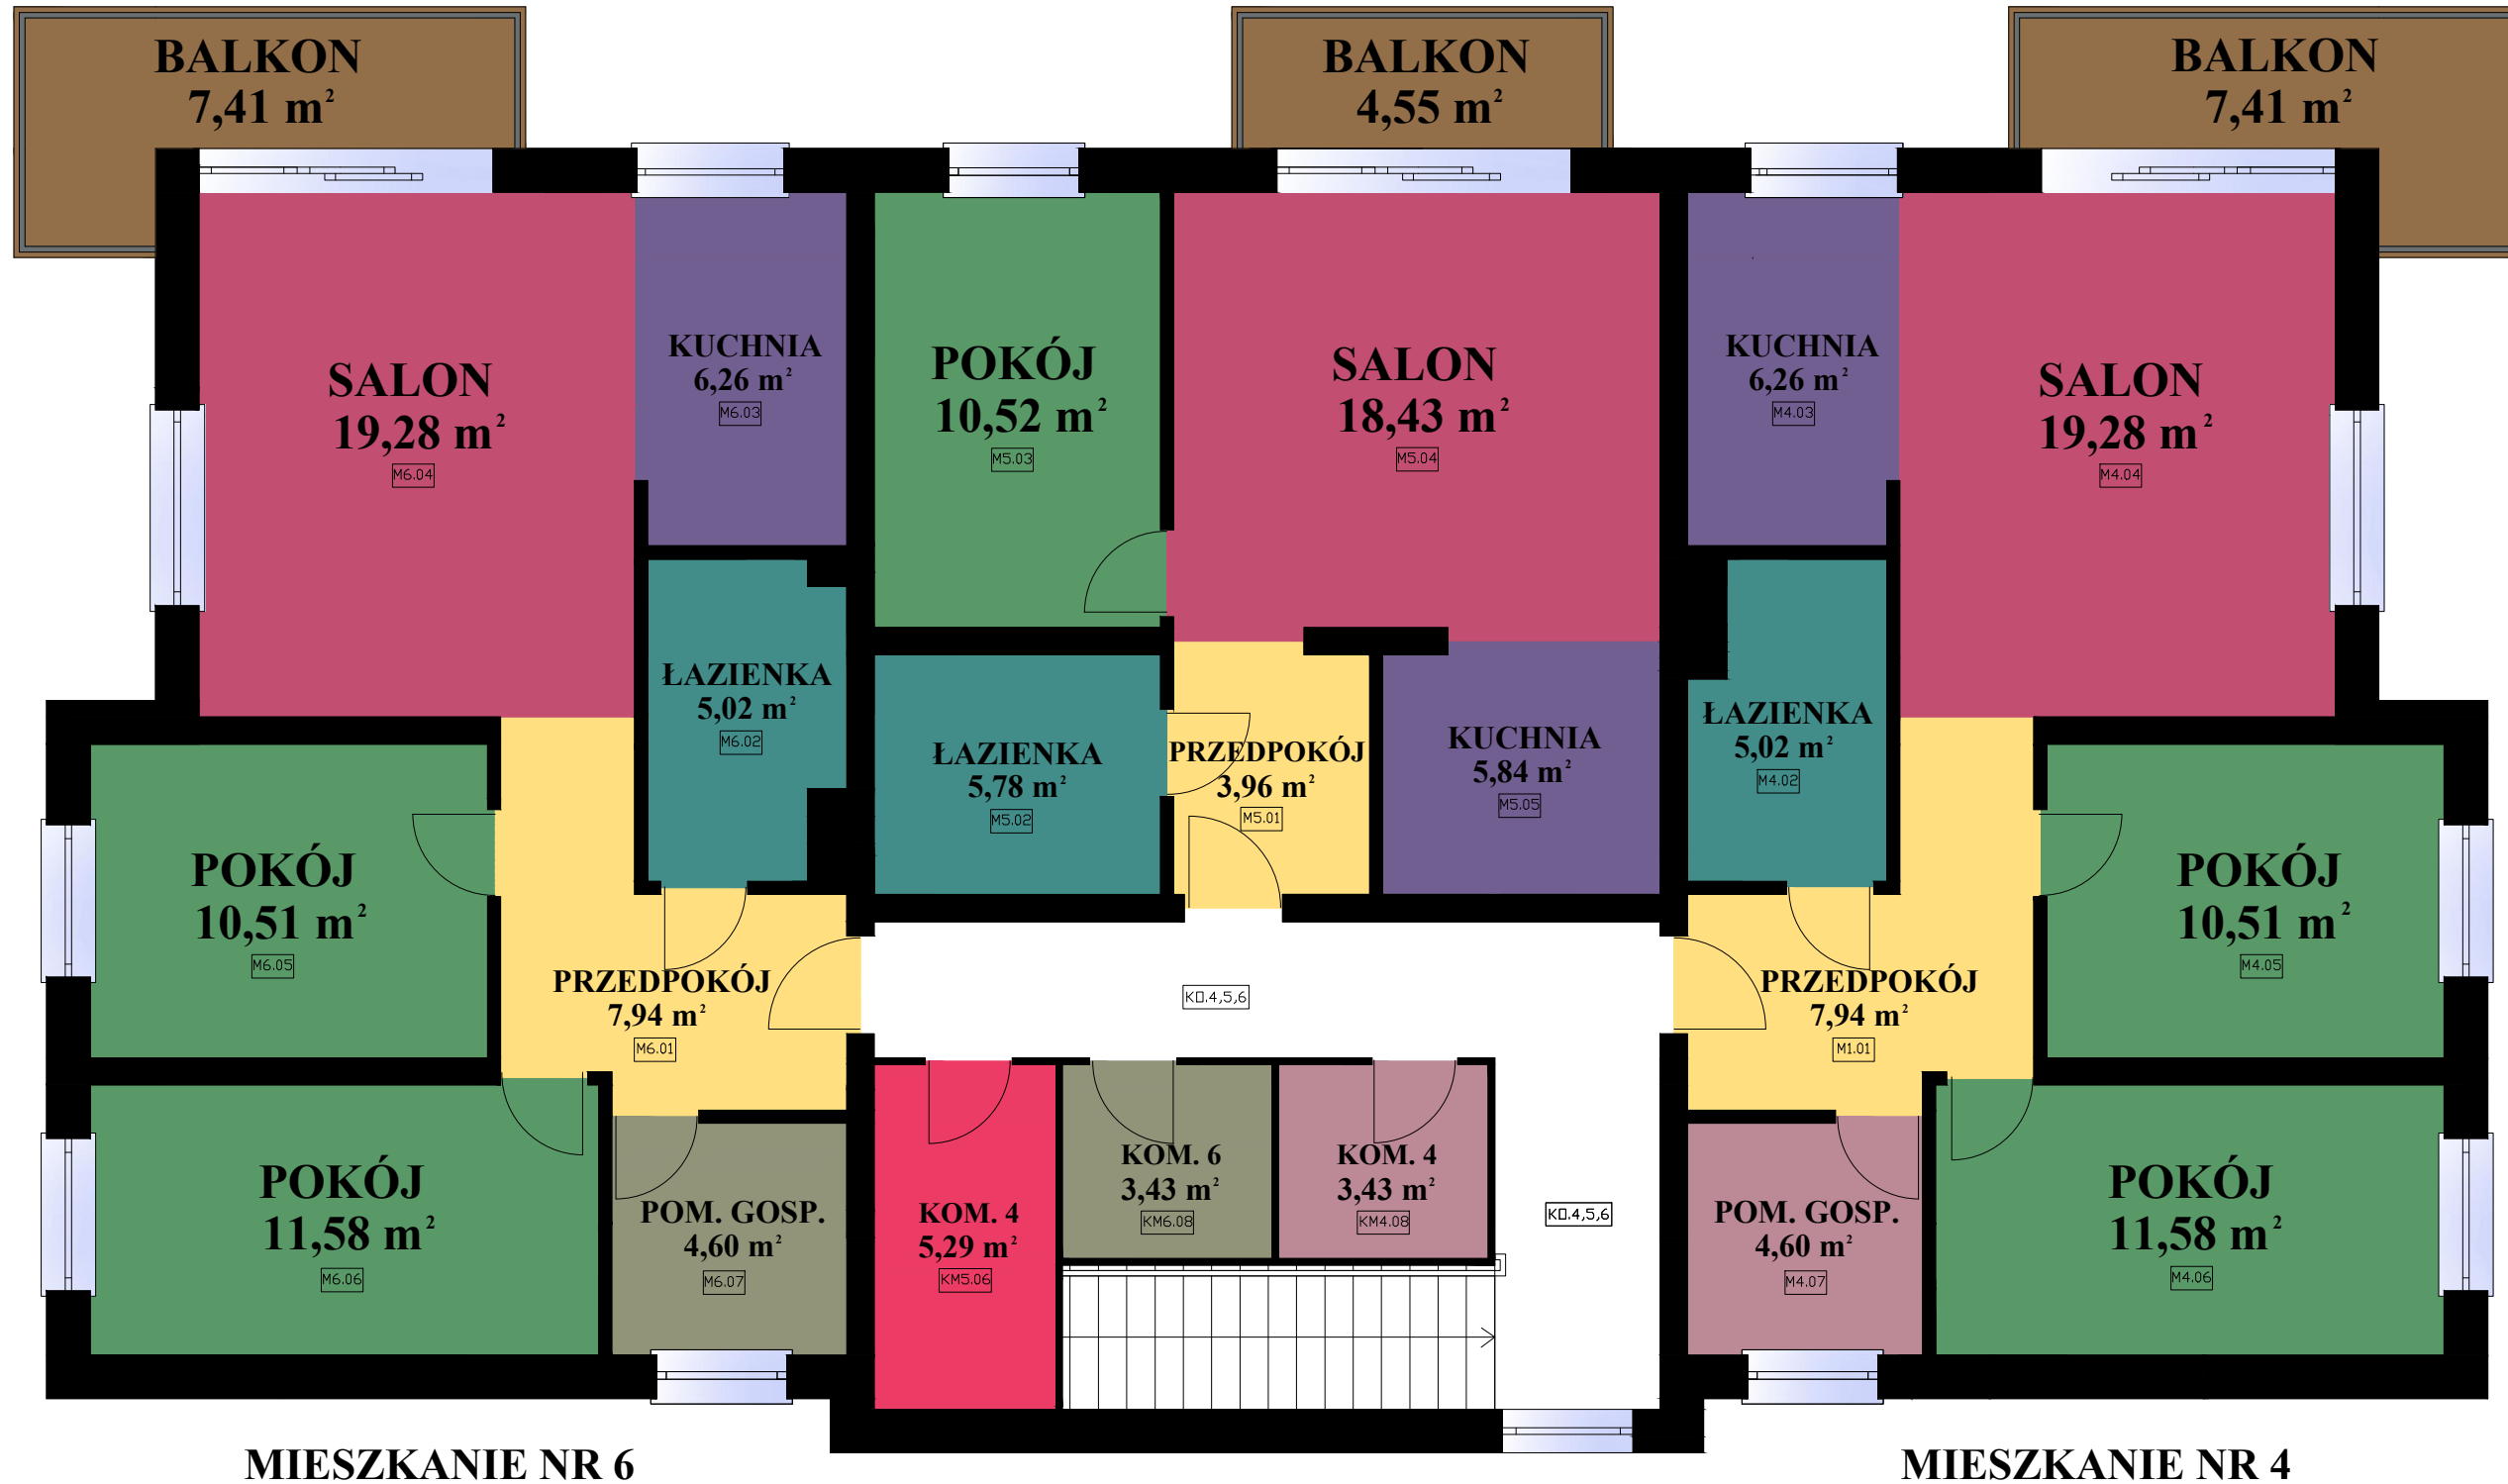 BALKON
7,41 m²
BALKON
4,55 m²
BALKON
7,41 m²
SALON
19,28 m²
M6.04
KUCHNIA
6,26 m²
M6.03
POKÓJ
10,52 m²
M5.03
SALON
18,43 m²
M5.04
KUCHNIA
6,26 m²
M4.03
SALON
19,28 m²
M4.04
ŁAZIENKA
5,02 m²
M6.02
ŁAZIENKA
5,78 m²
M5.02
PRZEDPOKÓJ
3,96 m²
M5.01
KUCHNIA
5,84 m²
M5.05
ŁAZIENKA
5,02 m²
M4.02
POKÓJ
10,51 m²
M6.05
PRZEDPOKÓJ
7,94 m²
M6.01
KO.4,5,6
PRZEDPOKÓJ
7,94 m²
M1.01
POKÓJ
10,51 m²
M4.05
POKÓJ
11,58 m²
M6.06
POM. GOSP.
4,60 m²
M6.07
KOM. 4
5,29 m²
KM5.06
KOM. 6
3,43 m²
KM6.08
KOM. 4
3,43 m²
KM4.08
KO.4,5,6
POM. GOSP.
4,60 m²
M4.07
POKÓJ
11,58 m²
M4.06
MIESZKANIE NR 6
MIESZKANIE NR 4